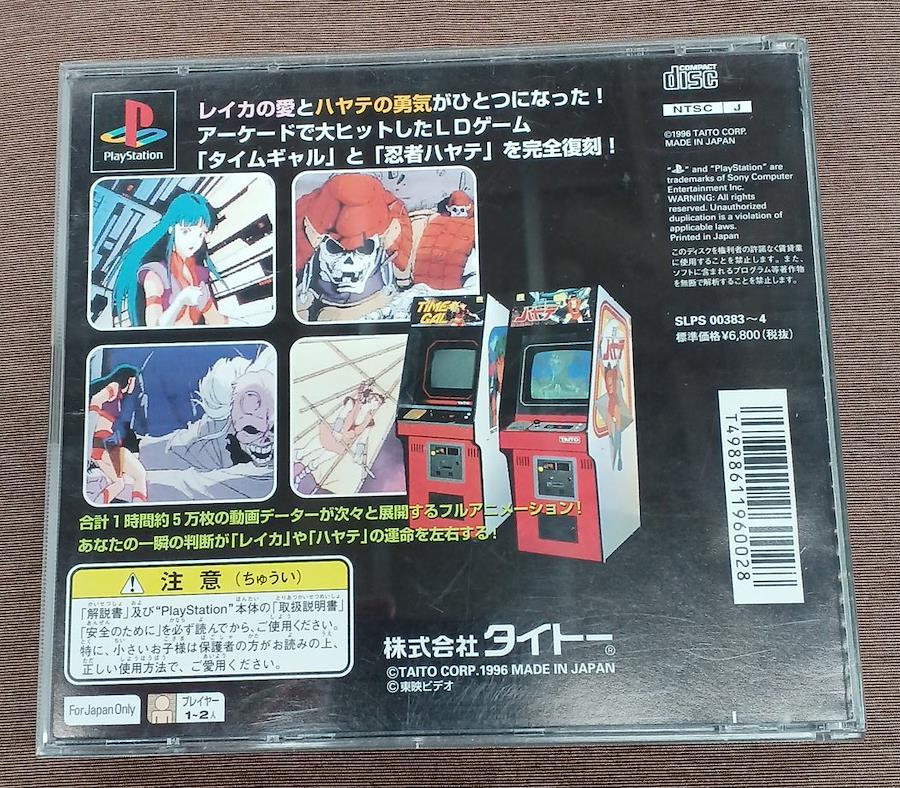 PlayStation
レイカの愛とハヤテの勇気がひとつになった!
アーケードで大ヒットしたLDゲーム
「タイムギャル」と「忍者ハヤテ」を完全復刻!
COMPACT
disc
NTSC J
©1996 TAITO CORP.
MADE IN JAPAN
" " and "PlayStation" are
trademarks of Sony Computer
Entertainment Inc.
WARNING: All rights
reserved. Unauthorized
duplication is a violation of
applicable laws.
Printed in Japan
このディスクを権利者の許諾なく賃貸業
に使用することを禁止します。また、
ソフトに含まれるプログラム等著作物
を無断で解析することを禁止します。
SLPS 00383〜4
標準価格¥6,800(税抜)
TIME GAL
ハヤテ
TAITO
T4988611960028
合計1時間約5万枚の動画データーが次々と展開するフルアニメーション!
あなたの一瞬の判断が「レイカ」や「ハヤテ」の運命を左右する!
注意(ちゅうい)
「解説書」及び"PlayStation"本体の「取扱説明書」
「安全のために」を必ず読んでから、ご使用ください。
特に、小さいお子様は保護者の方がお読みの上、
正しい使用方法で、ご愛用ください。
For Japan Only
プレイヤー
1~2人
株式会社タイトー®
©TAITO CORP.1996 MADE IN JAPAN
©東映ビデオ